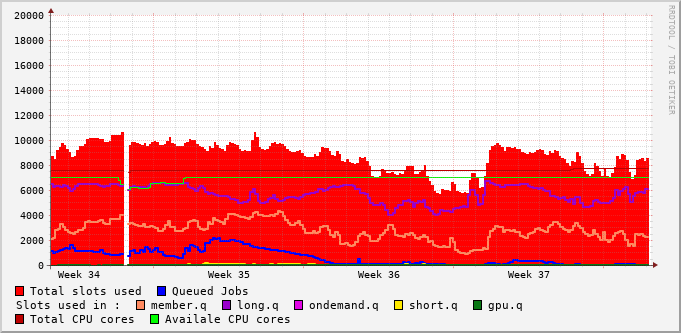 20000
18000
16000
14000
12000
10000
8000
6000
4000
2000
0
Week 34 Week 35 Week 36 Week 37
Total slots used Queued Jobs
Slots used in : member.q long.q ondemand.q short.q gpu.q
Total CPU cores Availale CPU cores
RRDTOOL / TOBI OETIKER